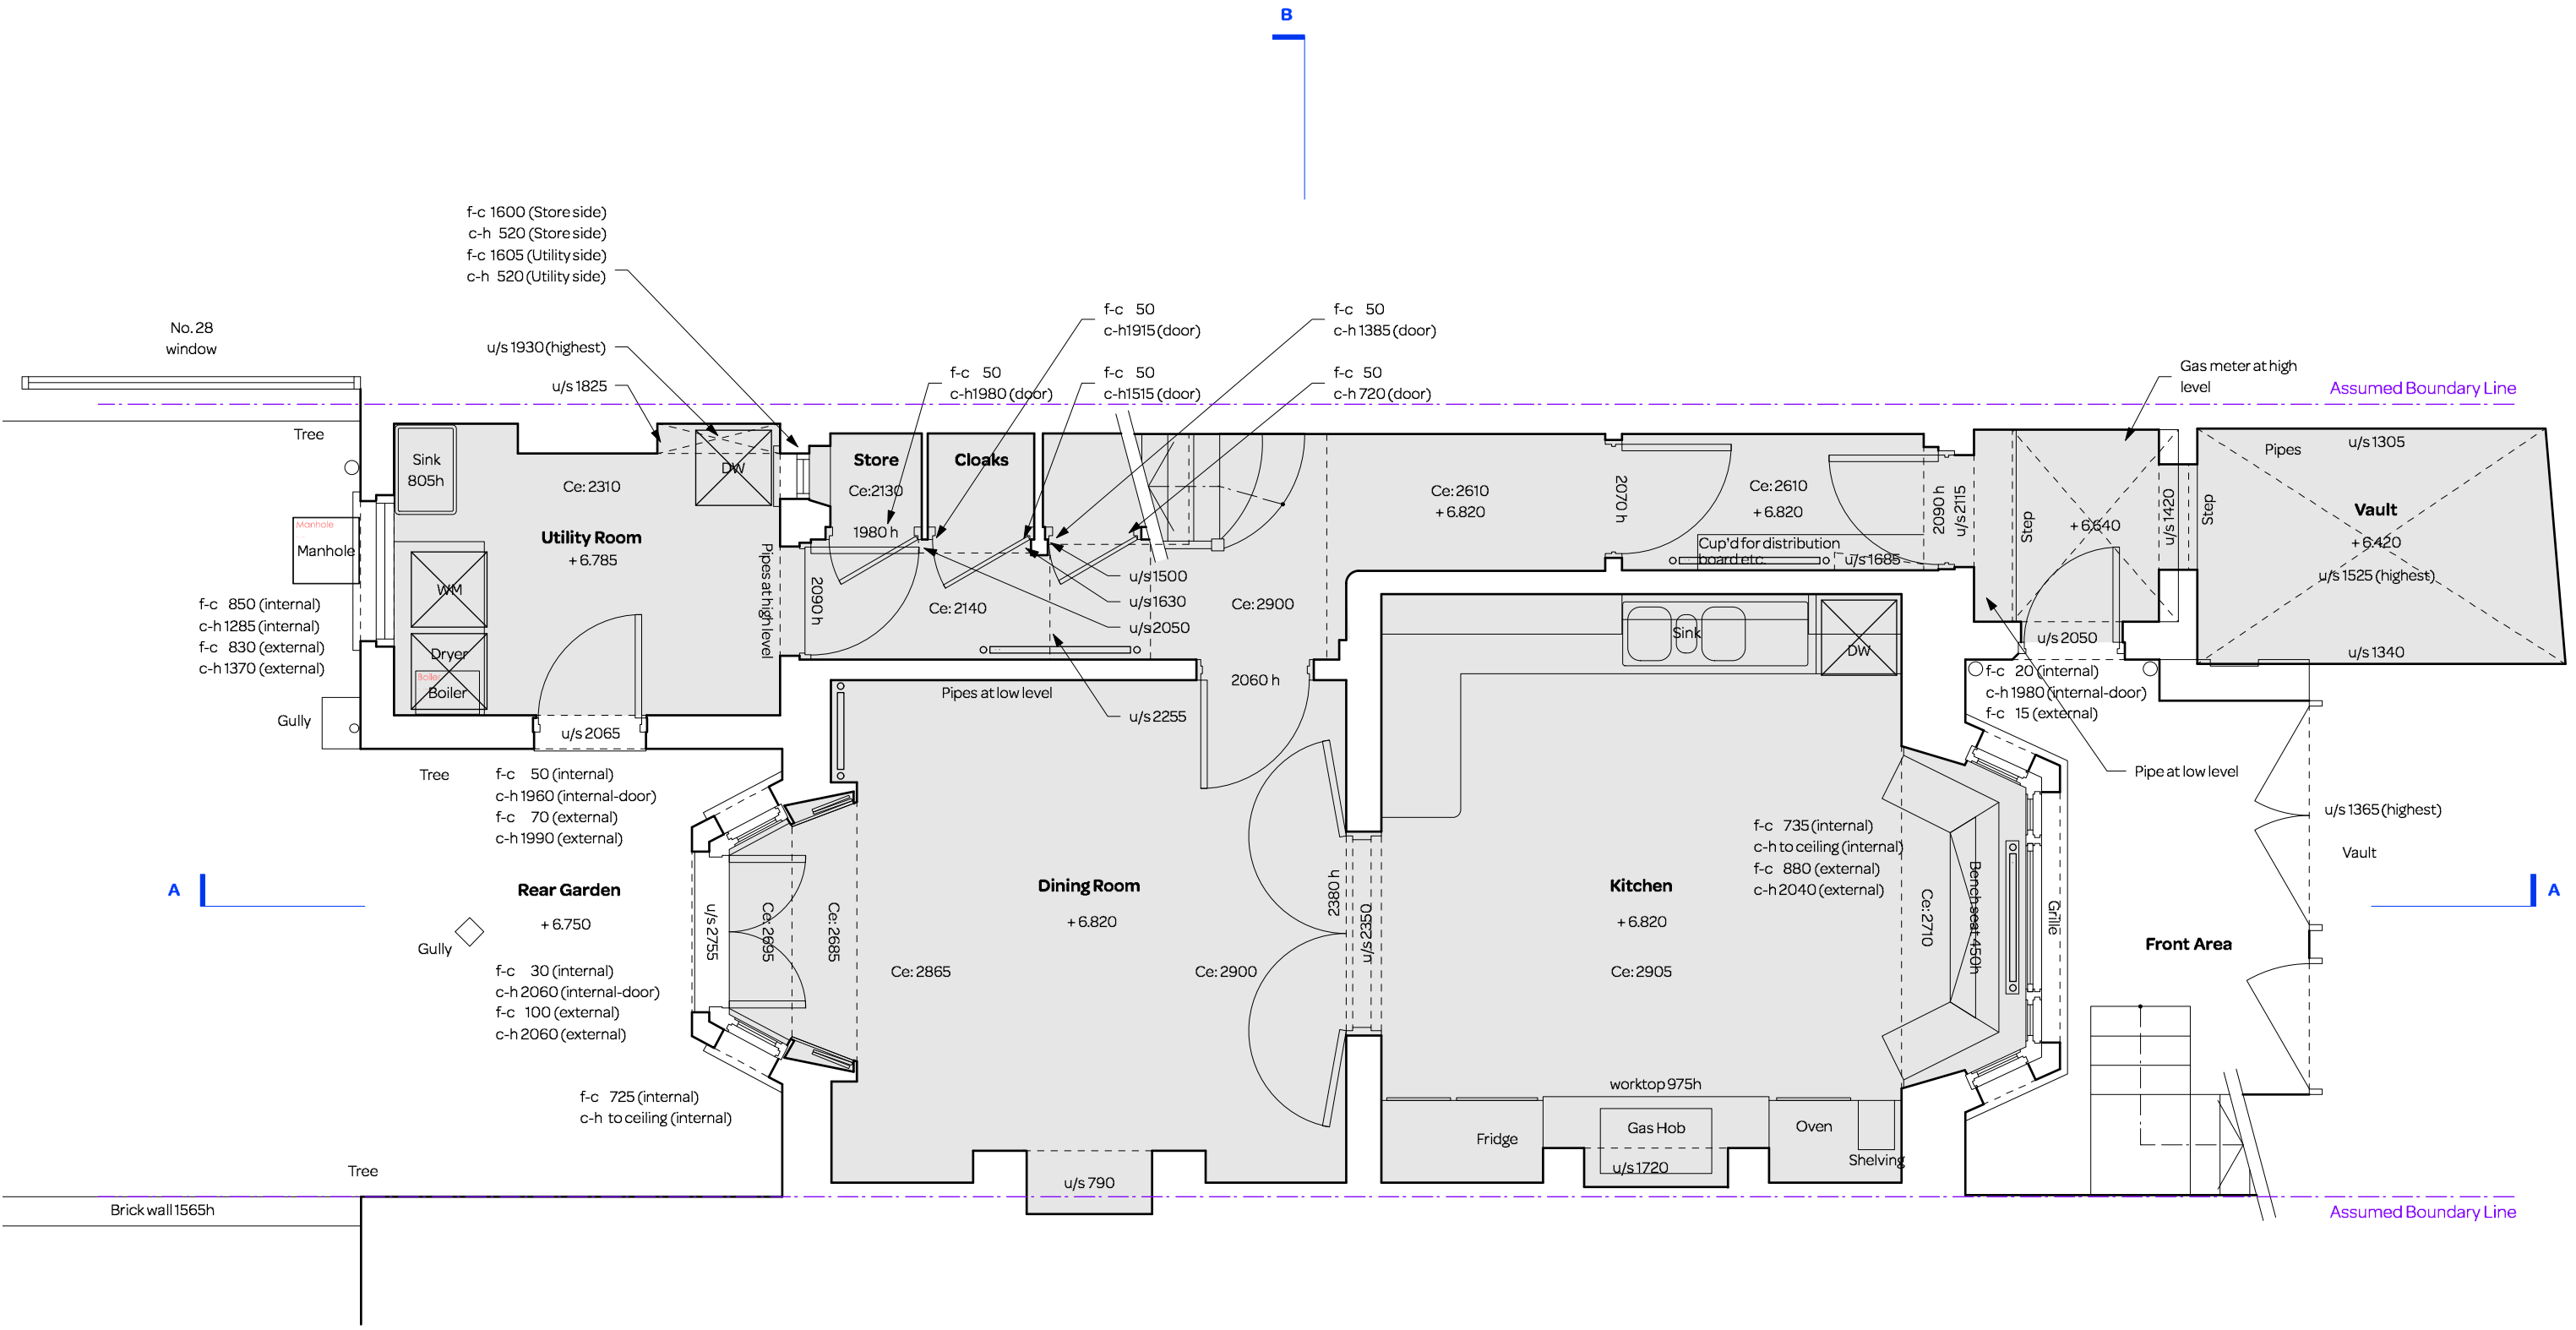 B
f-c 1600 (Store side)
c-h 520 (Store side)
f-c 1605 (Utility side)
c-h 520 (Utility side)
No. 28
window
u/s 1930 (highest)
u/s 1825
f-c 50
c-h1915 (door)
f-c 50
c-h 1385 (door)
f-c 50
c-h1980 (door)
f-c 50
c-h1515 (door)
f-c 50
c-h 720 (door)
Gas meter at high
level
Assumed Boundary Line
Tree
Sink
805h
Ce: 2310
DW
Utility Room
+ 6.785
Store
Ce:2130
1980 h
Cloaks
Ce: 2610
+ 6.820
2070 h
Ce: 2610
+ 6.820
Cup'd for distribution
board etc.
u/s 1685
2090 h
u/s 2115
Step
+ 6.640
u/s 1420
Step
Pipes
u/s 1305
Vault
+ 6.420
u/s 1525 (highest)
u/s 1340
Manhole
Manhole
f-c 850 (internal)
c-h 1285 (internal)
f-c 830 (external)
c-h 1370 (external)
WM
Dryer
Boiler
Boiler
Pipes at high level
2090 h
Ce: 2140
u/s 1500
u/s 1630
u/s 2050
u/s 2255
Ce: 2900
Gully
u/s 2065
Pipes at low level
2060 h
Sink
DW
u/s 2050
f-c 20 (internal)
c-h 1980 (internal-door)
f-c 15 (external)
Pipe at low level
Tree
f-c 50 (internal)
c-h 1960 (internal-door)
f-c 70 (external)
c-h 1990 (external)
u/s 1365 (highest)
Vault
f-c 735 (internal)
c-h to ceiling (internal)
f-c 880 (external)
c-h 2040 (external)
A
Rear Garden
+ 6.750
Gully
u/s 2755
Ce: 2695
Ce: 2685
Dining Room
+ 6.820
Ce: 2865
Ce: 2900
2380 h
u/s 2350
Kitchen
+ 6.820
Ce: 2905
Ce: 2710
Bench seat 450h
Grille
Front Area
A
f-c 30 (internal)
c-h 2060 (internal-door)
f-c 100 (external)
c-h 2060 (external)
f-c 725 (internal)
c-h to ceiling (internal)
worktop 975h
Fridge
Gas Hob
u/s 1720
Oven
Shelving
Tree
u/s 790
Brick wall 1565h
Assumed Boundary Line